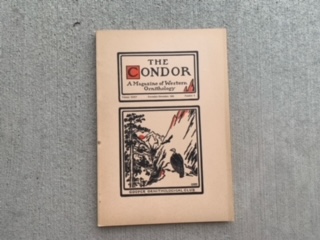 THE
CONDOR
A Magazine of Western
Ornithology
COOPER ORNITHOLOGICAL CLUB